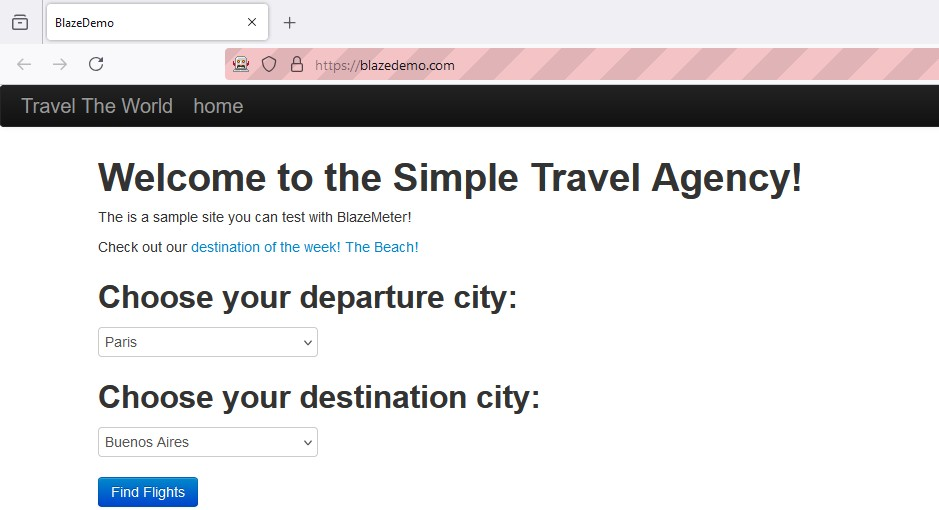 BlazeDemo
https://blazedemo.com
Travel The World home
Welcome to the Simple Travel Agency!
The is a sample site you can test with BlazeMeter!
Check out our destination of the week! The Beach!
Choose your departure city:
Paris
Choose your destination city:
Buenos Aires
Find Flights